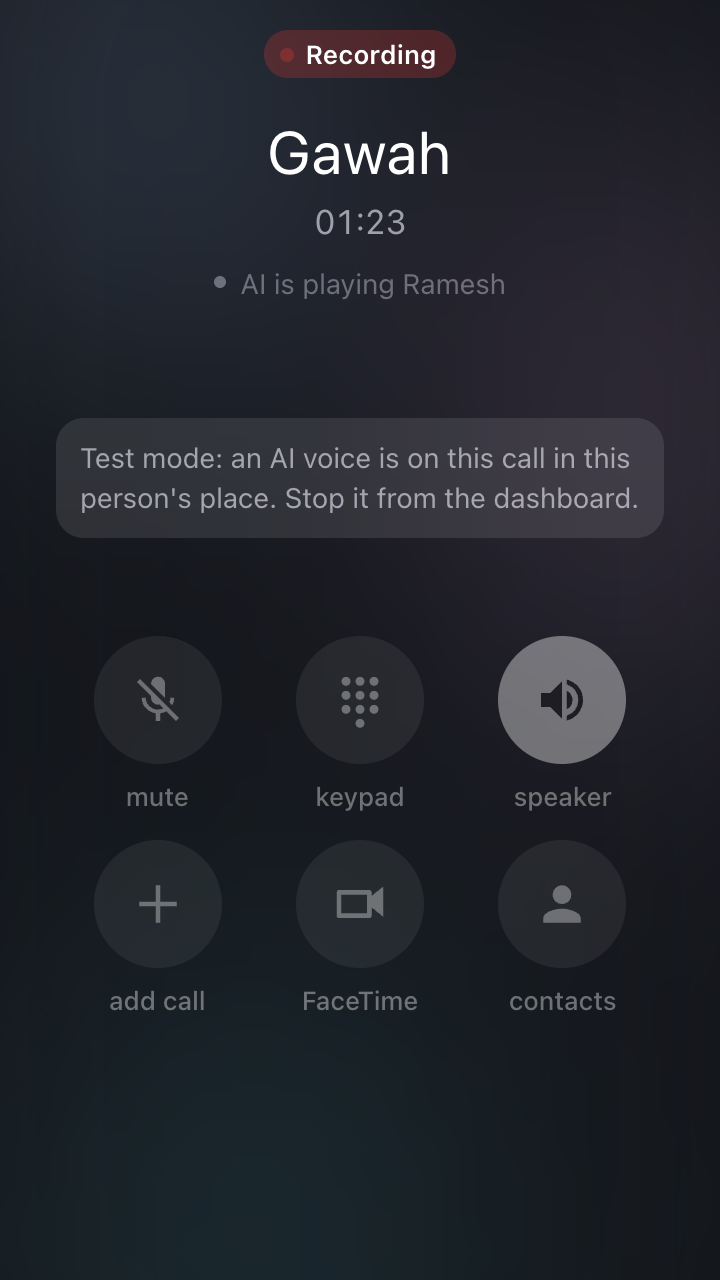 Recording
Gawah
01:23
AI is playing Ramesh
Test mode: an AI voice is on this call in this
person's place. Stop it from the dashboard.
mute
keypad
speaker
add call
FaceTime
contacts